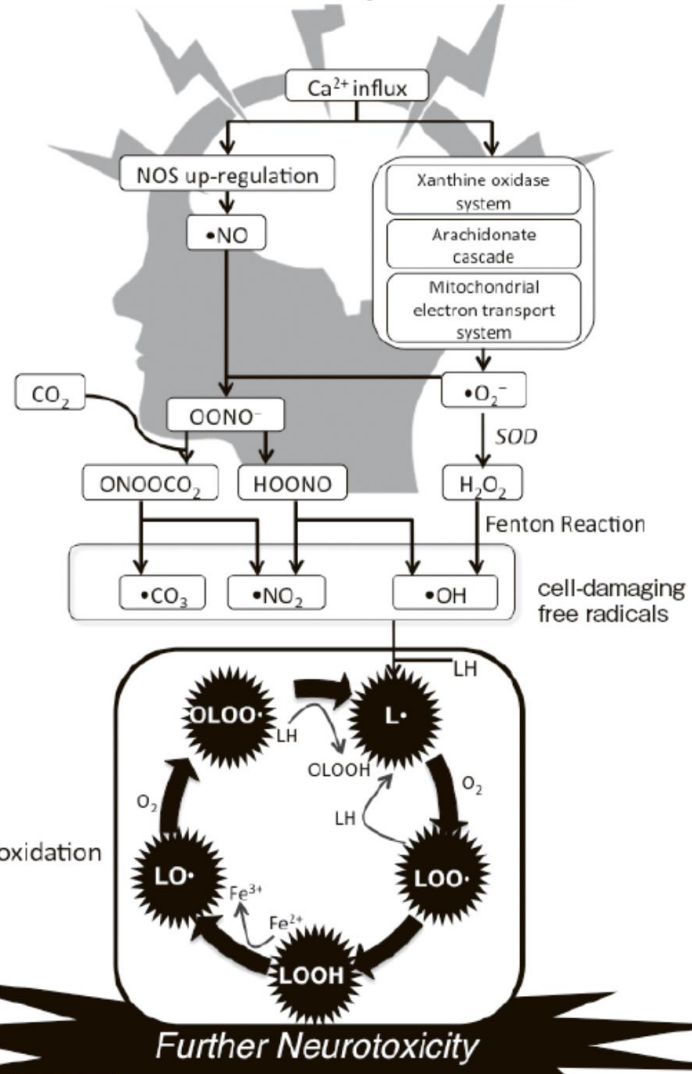 Ca²⁺ influx
NOS up-regulation
•NO
Xanthine oxidase
system
Arachidonate
cascade
Mitochondrial
electron transport
system
CO₂
OONO⁻
•O₂⁻
SOD
ONOOCO₂
HOONO
H₂O₂
Fenton Reaction
•CO₃
•NO₂
•OH
cell-damaging
free radicals
LH
OLOO•
L•
LH
OLOOH
O₂
O₂
LH
oxidation
LO•
LOO•
Fe³⁺
Fe²⁺
LOOH
Further Neurotoxicity